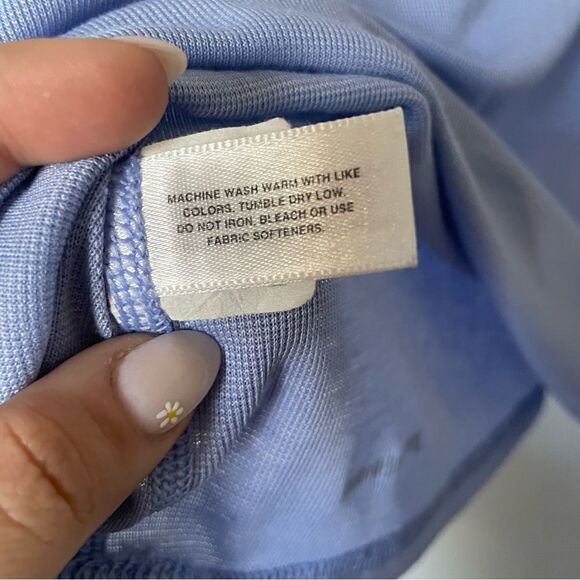 MACHINE WASH WARM WITH LIKE
COLORS. TUMBLE DRY LOW.
DO NOT IRON, BLEACH OR USE
FABRIC SOFTENERS.